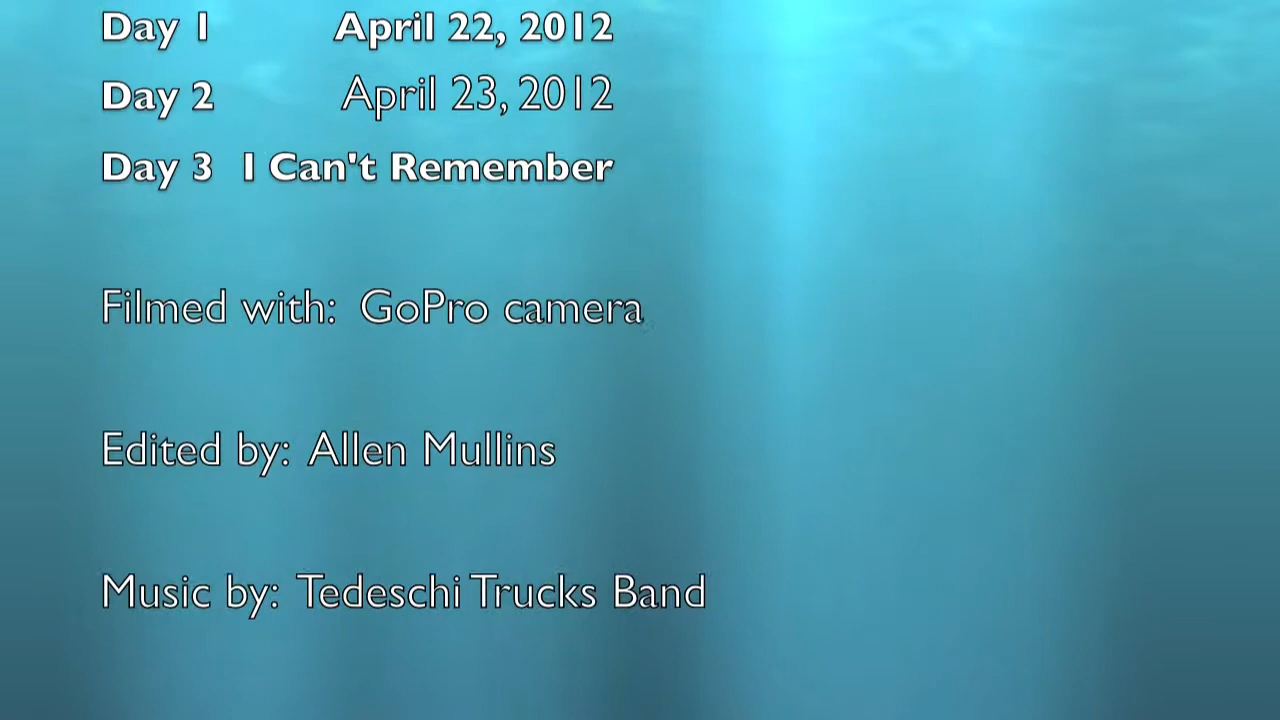 Day 1 April 22, 2012
Day 2 April 23, 2012
Day 3 I Can't Remember
Filmed with: GoPro camera
Edited by: Allen Mullins
Music by: Tedeschi Trucks Band